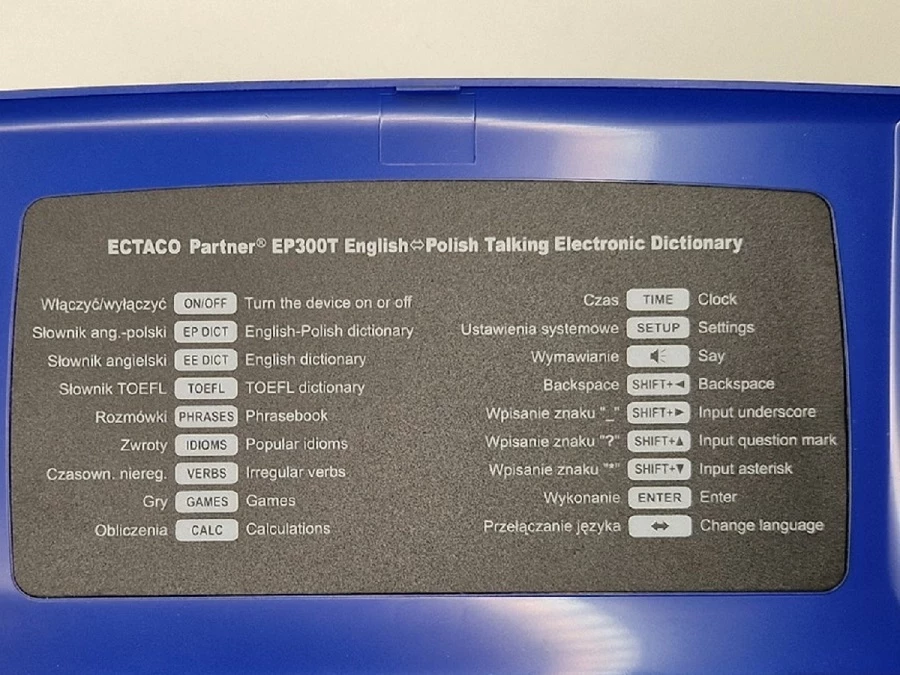 ECTACO Partner® EP300T English⇔Polish Talking Electronic Dictionary
Włączyć/wyłączyć ON/OFF Turn the device on or off
Słownik ang.-polski EP DICT English-Polish dictionary
Słownik angielski EE DICT English dictionary
Słownik TOEFL TOEFL TOEFL dictionary
Rozmówki PHRASES Phrasebook
Zwroty IDIOMS Popular idioms
Czasown. niereg. VERBS Irregular verbs
Gry GAMES Games
Obliczenia CALC Calculations
Czas TIME Clock
Ustawienia systemowe SETUP Settings
Wymawianie Say
Backspace SHIFT+◄ Backspace
Wpisanie znaku "_" SHIFT+► Input underscore
Wpisanie znaku "?" SHIFT+▲ Input question mark
Wpisanie znaku "*" SHIFT+▼ Input asterisk
Wykonanie ENTER Enter
Przełączanie języka ⇔ Change language